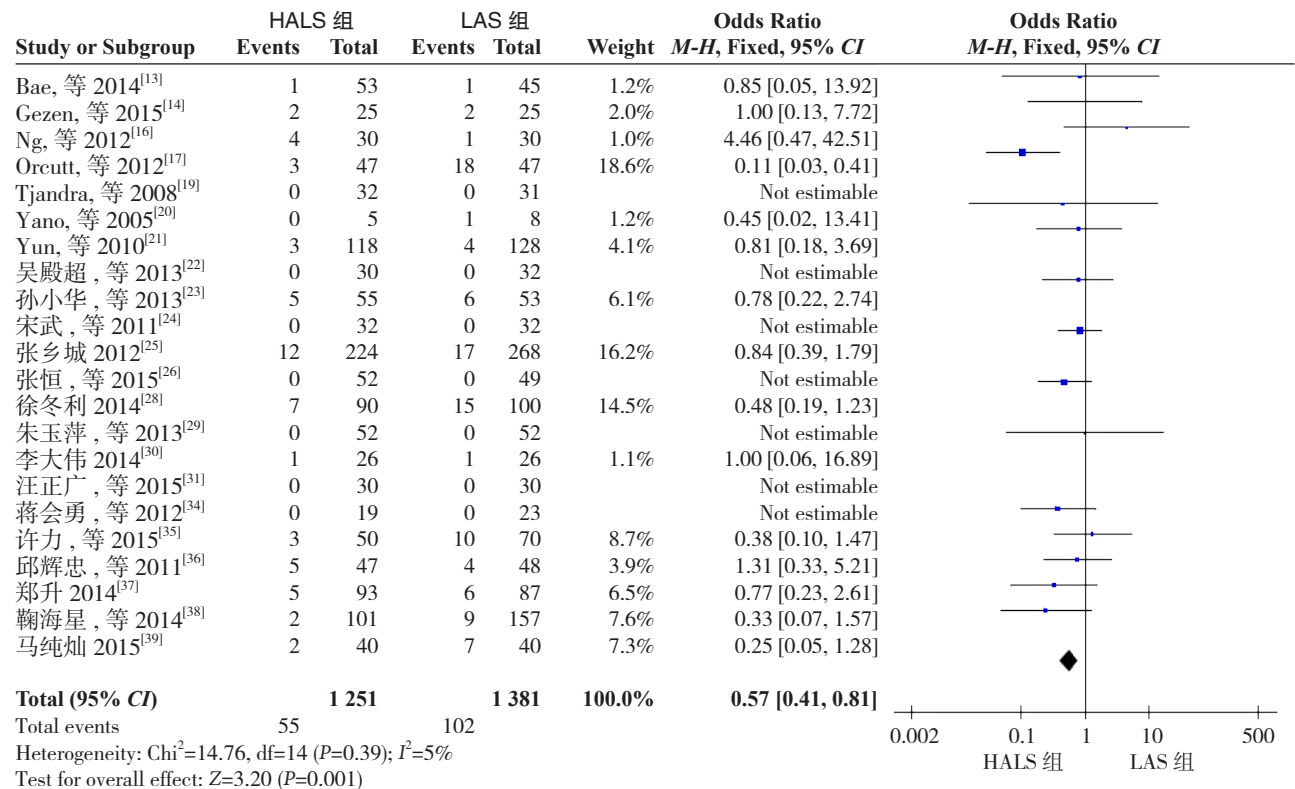 HALS 组 LAS 组 Odds Ratio Odds Ratio
Study or Subgroup Events Total Events Total Weight M-H, Fixed, 95% CI M-H, Fixed, 95% CI
Bae, 等 2014[13] 1 53 1 45 1.2% 0.85 [0.05, 13.92]
Gezen, 等 2015[14] 2 25 2 25 2.0% 1.00 [0.13, 7.72]
Ng, 等 2012[16] 4 30 1 30 1.0% 4.46 [0.47, 42.51]
Orcutt, 等 2012[17] 3 47 18 47 18.6% 0.11 [0.03, 0.41]
Tjandra, 等 2008[19] 0 32 0 31 Not estimable
Yano, 等 2005[20] 0 5 1 8 1.2% 0.45 [0.02, 13.41]
Yun, 等 2010[21] 3 118 4 128 4.1% 0.81 [0.18, 3.69]
吴殿超 , 等 2013[22] 0 30 0 32 Not estimable
孙小华 , 等 2013[23] 5 55 6 53 6.1% 0.78 [0.22, 2.74]
宋武 , 等 2011[24] 0 32 0 32 Not estimable
张乡城 2012[25] 12 224 17 268 16.2% 0.84 [0.39, 1.79]
张恒 , 等 2015[26] 0 52 0 49 Not estimable
徐冬利 2014[28] 7 90 15 100 14.5% 0.48 [0.19, 1.23]
朱玉萍 , 等 2013[29] 0 52 0 52 Not estimable
李大伟 2014[30] 1 26 1 26 1.1% 1.00 [0.06, 16.89]
汪正广 , 等 2015[31] 0 30 0 30 Not estimable
蒋会勇 , 等 2012[34] 0 19 0 23 Not estimable
许力 , 等 2015[35] 3 50 10 70 8.7% 0.38 [0.10, 1.47]
邱辉忠 , 等 2011[36] 5 47 4 48 3.9% 1.31 [0.33, 5.21]
郑升 2014[37] 5 93 6 87 6.5% 0.77 [0.23, 2.61]
鞠海星 , 等 2014[38] 2 101 9 157 7.6% 0.33 [0.07, 1.57]
马纯灿 2015[39] 2 40 7 40 7.3% 0.25 [0.05, 1.28]
Total (95% CI) 1 251 1 381 100.0% 0.57 [0.41, 0.81]
Total events 55 102
Heterogeneity: Chi²=14.76, df=14 (P=0.39); I²=5%
Test for overall effect: Z=3.20 (P=0.001)
0.002 0.1 1 10 500
HALS 组 LAS 组